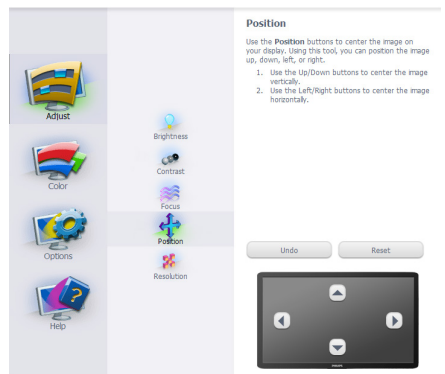 Position
Use the Position buttons to center the image on
your display. Using this tool, you can position the image
up, down, left, or right.
1. Use the Up/Down buttons to center the image
vertically.
2. Use the Left/Right buttons to center the image
horizontally.
Adjust
Color
Options
Help
Brightness
Contrast
Focus
Position
Resolution
Undo
Reset
PHILIPS